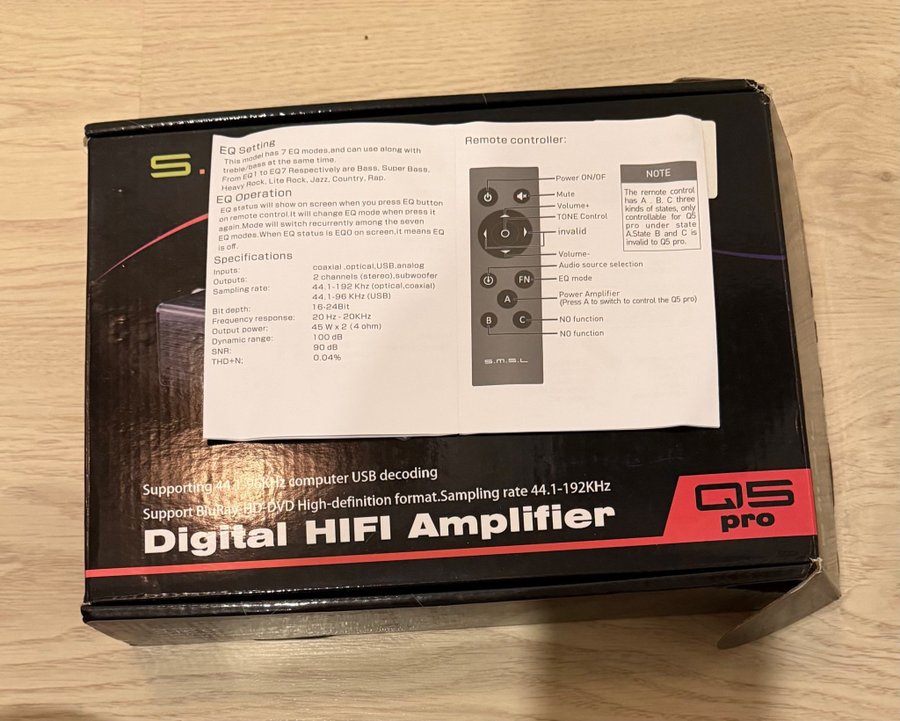 S.
EQ Setting
This model has 7 EQ modes,and can use along with
treble/bass at the same time.
From EQ1 to EQ7 Respectively are Bass, Super Bass,
Heavy Rock, Lite Rock, Jazz, Country, Rap.
EQ Operation
EQ status will show on screen when you press EQ button
on remote control.It will change EQ mode when press it
again.Mode will switch recurrently among the seven
EQ modes.When EQ status is EQ0 on screen,it means EQ
is off.
Specifications
Inputs: coaxial ,optical,USB,analog
Outputs: 2 channels (stereo),subwoofer
Sampling rate: 44.1-192 Khz (optical,coaxial)
44.1-96 KHz (USB)
Bit depth: 16-24Bit
Frequency response: 20 Hz - 20KHz
Output power: 45 W x 2 (4 ohm)
Dynamic range: 100 dB
SNR: 90 dB
THD+N; 0.04%
Remote controller:
Power ON/OF
Mute
Volume+
TONE Control
invalid
Volume-
Audio source selection
FN
EQ mode
A
Power Amplifier
(Press A to switch to control the Q5 pro)
B
C
NO function
NO function
S.M.S.L
NOTE
The remote control
has A , B, C three
kinds of states, only
controllable for Q5
pro under state
A.State B and C is
invalid to Q5 pro.
Supporting 44.1-96KHz computer USB decoding
Support BluRay HD-DVD High-definition format.Sampling rate 44.1-192KHz
Digital HIFI Amplifier
Q5
pro